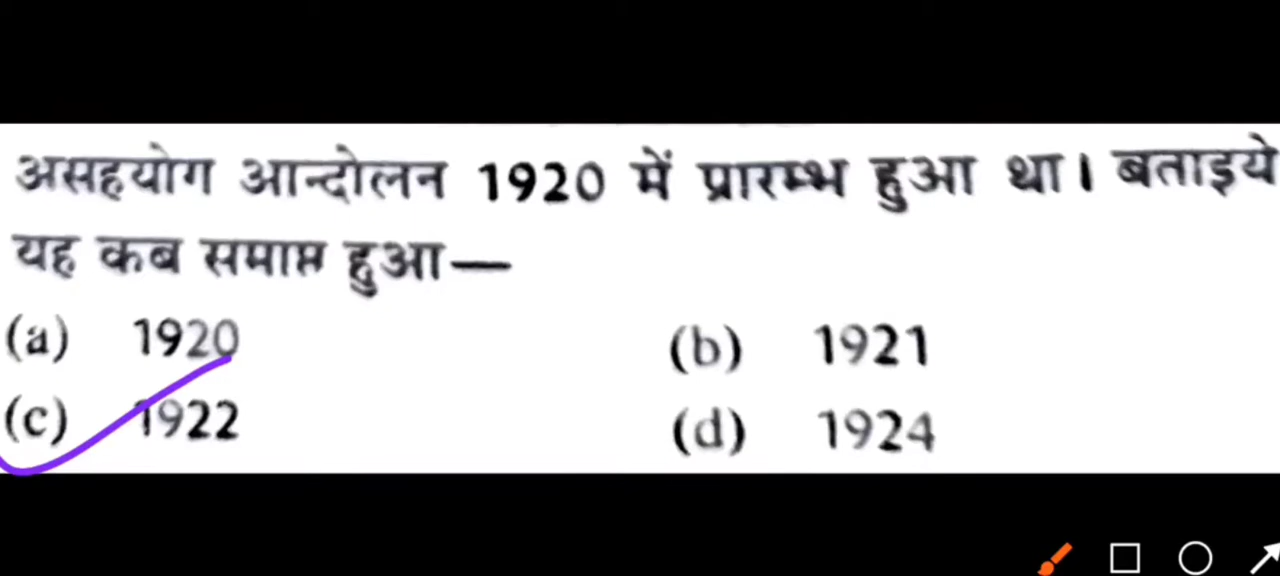 असहयोग आन्दोलन 1920 में प्रारम्भ हुआ था। बताइये
यह कब समाप्त हुआ—
(a) 1920 (b) 1921
(c) 1922 (d) 1924